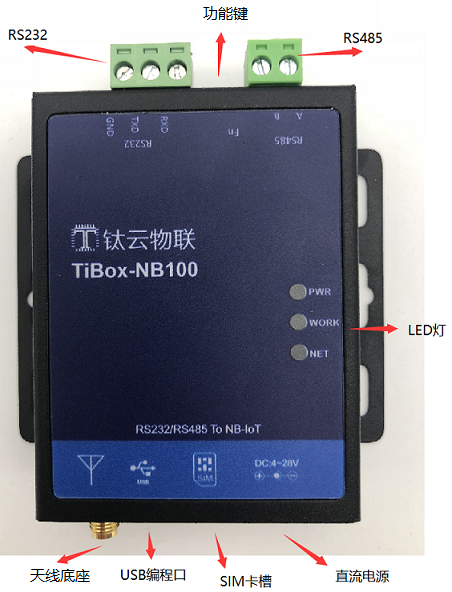 功能键
RS232
RS485
GND
TXD
RXD
RS232
Fn
B
A
RS485
钛云物联
TiBox-NB100
PWR
WORK
LED灯
NET
RS232/RS485 To NB-IoT
USB
SIM
DC:4~28V
天线底座
USB编程口
SIM卡槽
直流电源